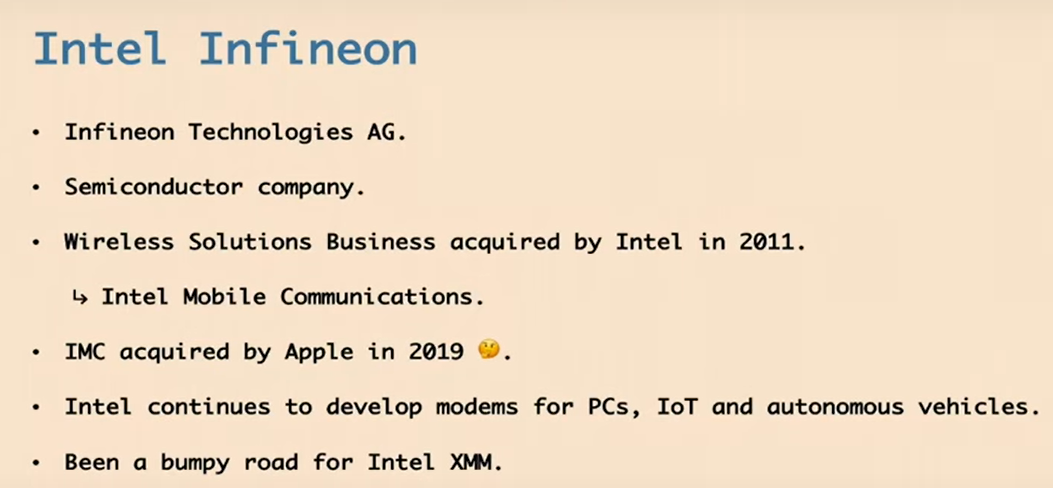 Intel Infineon
• Infineon Technologies AG.
• Semiconductor company.
• Wireless Solutions Business acquired by Intel in 2011.
↳ Intel Mobile Communications.
• IMC acquired by Apple in 2019 🤔.
• Intel continues to develop modems for PCs, IoT and autonomous vehicles.
• Been a bumpy road for Intel XMM.